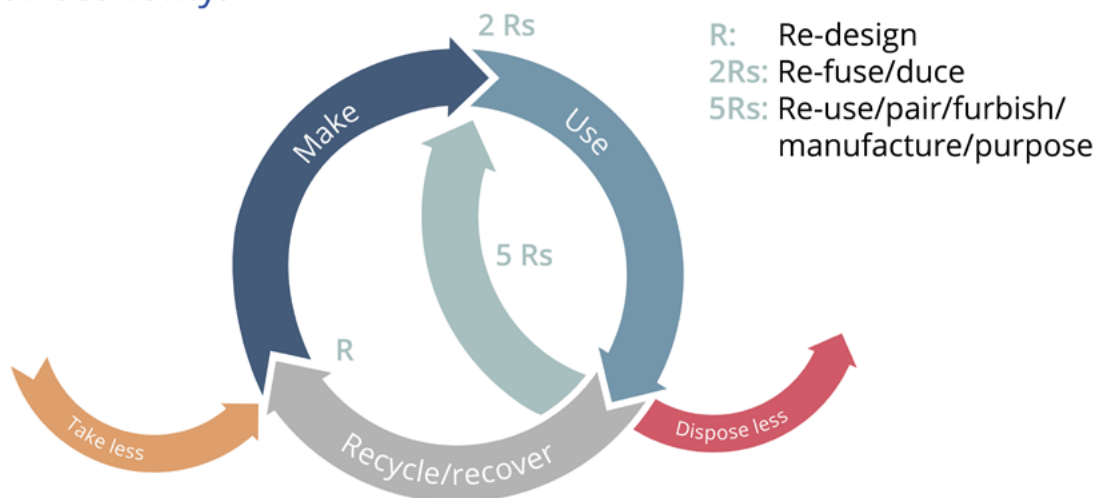 economy.
2 Rs
R: Re-design
2Rs: Re-fuse/duce
5Rs: Re-use/pair/furbish/
manufacture/purpose
Make
Use
5 Rs
R
Take less
Recycle/recover
Dispose less